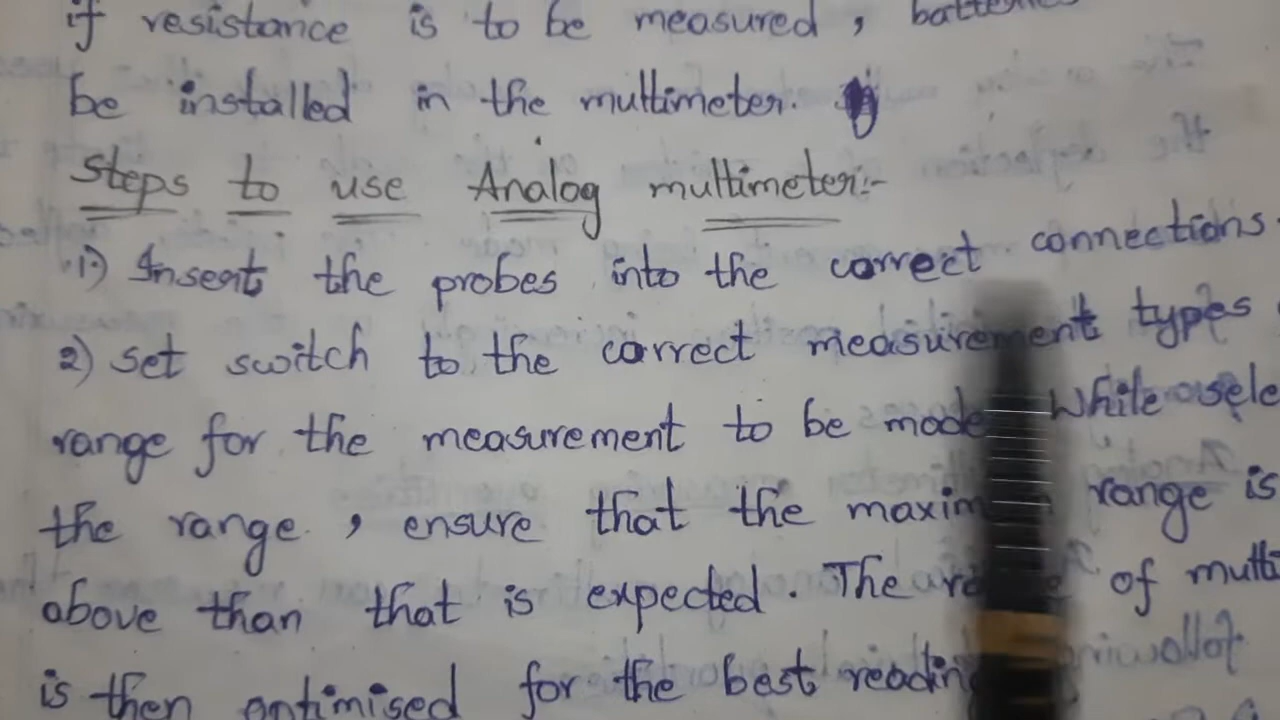 if resistance is to be measured,
be installed in the multimeter.
Steps to use Analog multimeter:-
1) Insert the probes into the correct connections.
2) set switch to the correct measurement types
range for the measurement to be made While
the range, ensure that the range is
above than that is expected. The of
is then optimised for the best